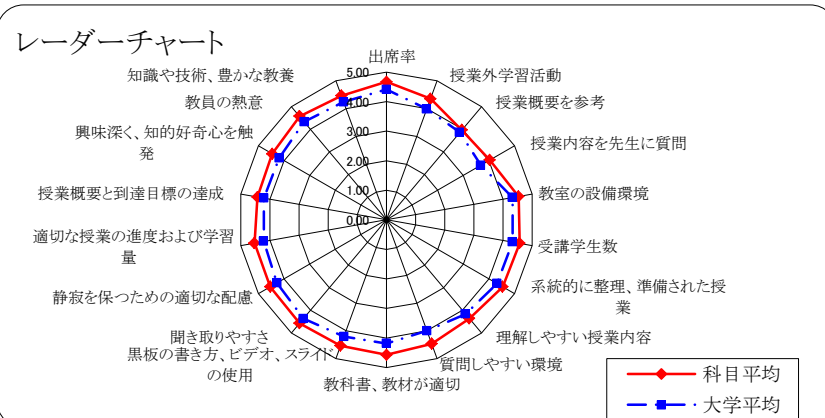 レーダーチャート
出席率
授業外学習活動
授業概要を参考
授業内容を先生に質問
教室の設備環境
受講学生数
系統的に整理、準備された授
業
理解しやすい授業内容
質問しやすい環境
教科書、教材が適切
黒板の書き方、ビデオ、スライド
の使用
聞き取りやすさ
静寂を保つための適切な配慮
適切な授業の進度および学習
量
授業概要と到達目標の達成
興味深く、知的好奇心を触
発
教員の熱意
知識や技術、豊かな教養
5.00
4.00
3.00
2.00
1.00
0.00
科目平均
大学平均